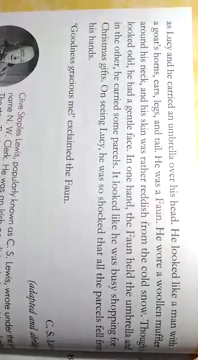 as Lucy and he carried an umbrella over his head. He looked like a man with
a goat's horns, ears, legs, and tail. He was a Faun. He wore a woollen muffler
around his neck, and his skin was rather reddish from the cold snow. Though
looked odd, he had a gentle face. In one hand, the Faun held the umbrella and
in the other, he carried some parcels. It looked like he was busy shopping for
Christmas gifts. On seeing Lucy, he was so shocked that all the parcels fell from
his hands.
'Goodness gracious me!' exclaimed the Faun.
C. S.
(adapted and
Clive Staples Lewis, popularly known as C. S. Lewis, wrote under the
name N. W. Clerk. He was an Irish